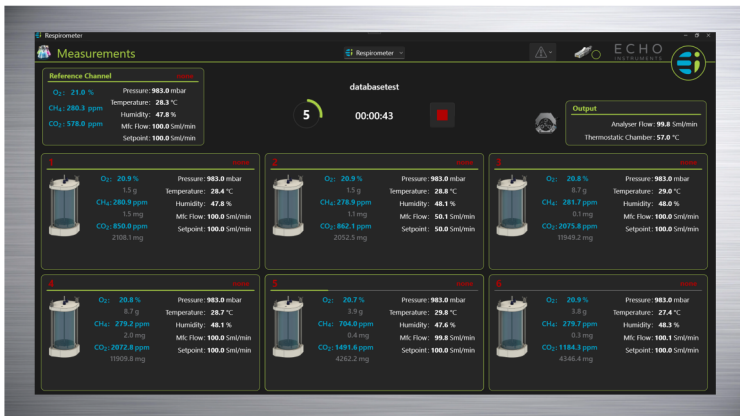 Respirometer
Measurements
Respirometer
ECHO
INSTRUMENTS
Reference Channel
O₂: 21.0 %
CH₄: 280.3 ppm
CO₂: 578.0 ppm
Pressure: 983.0 mbar
Temperature: 28.3 °C
Humidity: 47.8 %
Mfc Flow: 100.0 Sml/min
Setpoint: 100.0 Sml/min
databasetest
5
00:00:43
Output
Analyser Flow: 99.8 Sml/min
Thermostatic Chamber: 57.0 °C
1
O₂: 20.9 %
1.5 g
CH₄: 280.9 ppm
1.5 mg
CO₂: 850.0 ppm
2108.1 mg
Pressure: 983.0 mbar
Temperature: 28.4 °C
Humidity: 47.8 %
Mfc Flow: 100.0 Sml/min
Setpoint: 100.0 Sml/min
2
O₂: 20.9 %
1.5 g
CH₄: 278.9 ppm
1.1 mg
CO₂: 862.1 ppm
2052.5 mg
Pressure: 983.0 mbar
Temperature: 28.8 °C
Humidity: 48.1 %
Mfc Flow: 50.1 Sml/min
Setpoint: 50.0 Sml/min
3
O₂: 20.8 %
8.7 g
CH₄: 281.7 ppm
0.1 mg
CO₂: 2075.8 ppm
11949.2 mg
Pressure: 983.0 mbar
Temperature: 29.0 °C
Humidity: 48.0 %
Mfc Flow: 100.0 Sml/min
Setpoint: 100.0 Sml/min
4
O₂: 20.8 %
8.7 g
CH₄: 279.2 ppm
2.0 mg
CO₂: 2072.8 ppm
11909.8 mg
Pressure: 983.0 mbar
Temperature: 28.7 °C
Humidity: 48.1 %
Mfc Flow: 100.0 Sml/min
Setpoint: 100.0 Sml/min
5
O₂: 20.7 %
3.9 g
CH₄: 704.0 ppm
0.4 mg
CO₂: 1491.6 ppm
4262.2 mg
Pressure: 983.0 mbar
Temperature: 29.8 °C
Humidity: 47.6 %
Mfc Flow: 99.8 Sml/min
Setpoint: 100.0 Sml/min
6
O₂: 20.9 %
3.8 g
CH₄: 279.7 ppm
0.3 mg
CO₂: 1184.3 ppm
4346.4 mg
Pressure: 983.0 mbar
Temperature: 27.4 °C
Humidity: 48.3 %
Mfc Flow: 100.1 Sml/min
Setpoint: 100.0 Sml/min